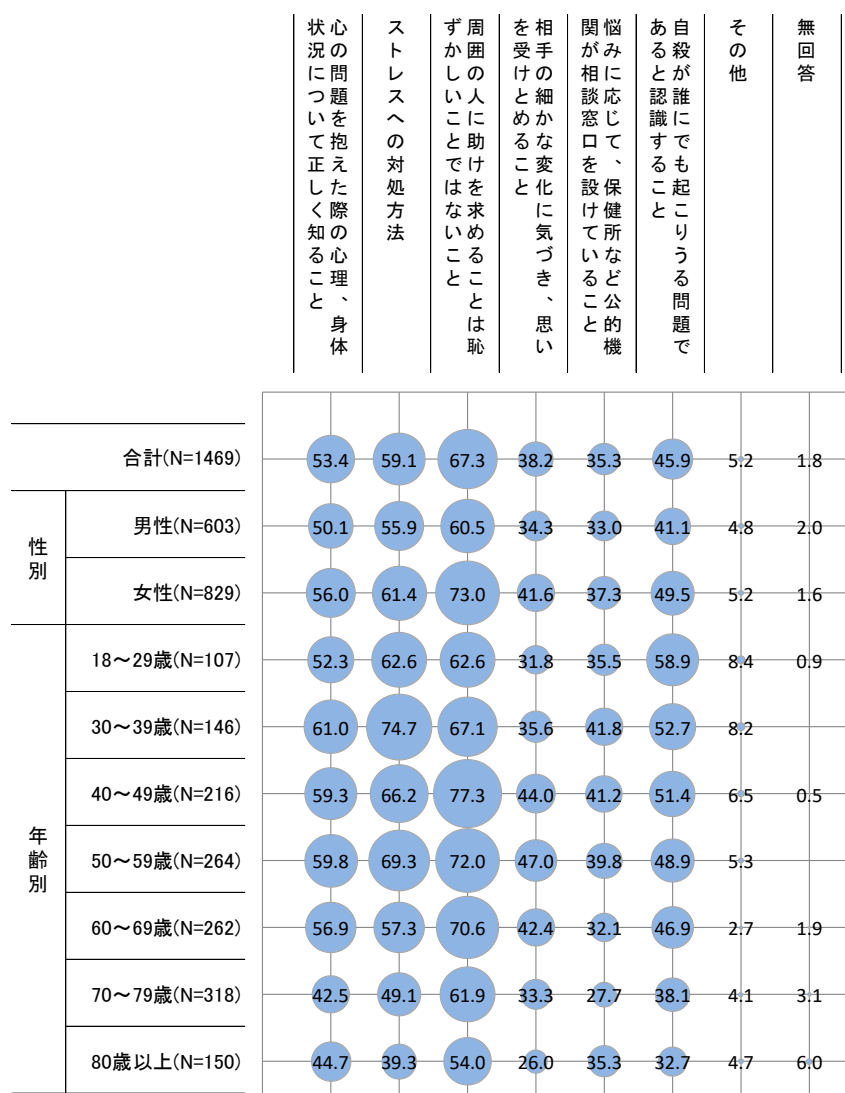 心の問題を抱えた際の心理、身体
状況について正しく知ること
ストレスへの対処方法
周囲の人に助けを求めることは恥
ずかしいことではないこと
相手の細かな変化に気づき、思い
を受けとめること
悩みに応じて、保健所など公的機
関が相談窓口を設けていること
自殺が誰にでも起こりうる問題で
あると認識すること
その他
無回答
合計(N=1469) 53.4 59.1 67.3 38.2 35.3 45.9 5.2 1.8
性別
男性(N=603) 50.1 55.9 60.5 34.3 33.0 41.1 4.8 2.0
女性(N=829) 56.0 61.4 73.0 41.6 37.3 49.5 5.2 1.6
年齢別
18～29歳(N=107) 52.3 62.6 62.6 31.8 35.5 58.9 8.4 0.9
30～39歳(N=146) 61.0 74.7 67.1 35.6 41.8 52.7 8.2
40～49歳(N=216) 59.3 66.2 77.3 44.0 41.2 51.4 6.5 0.5
50～59歳(N=264) 59.8 69.3 72.0 47.0 39.8 48.9 5.3
60～69歳(N=262) 56.9 57.3 70.6 42.4 32.1 46.9 2.7 1.9
70～79歳(N=318) 42.5 49.1 61.9 33.3 27.7 38.1 4.1 3.1
80歳以上(N=150) 44.7 39.3 54.0 26.0 35.3 32.7 4.7 6.0